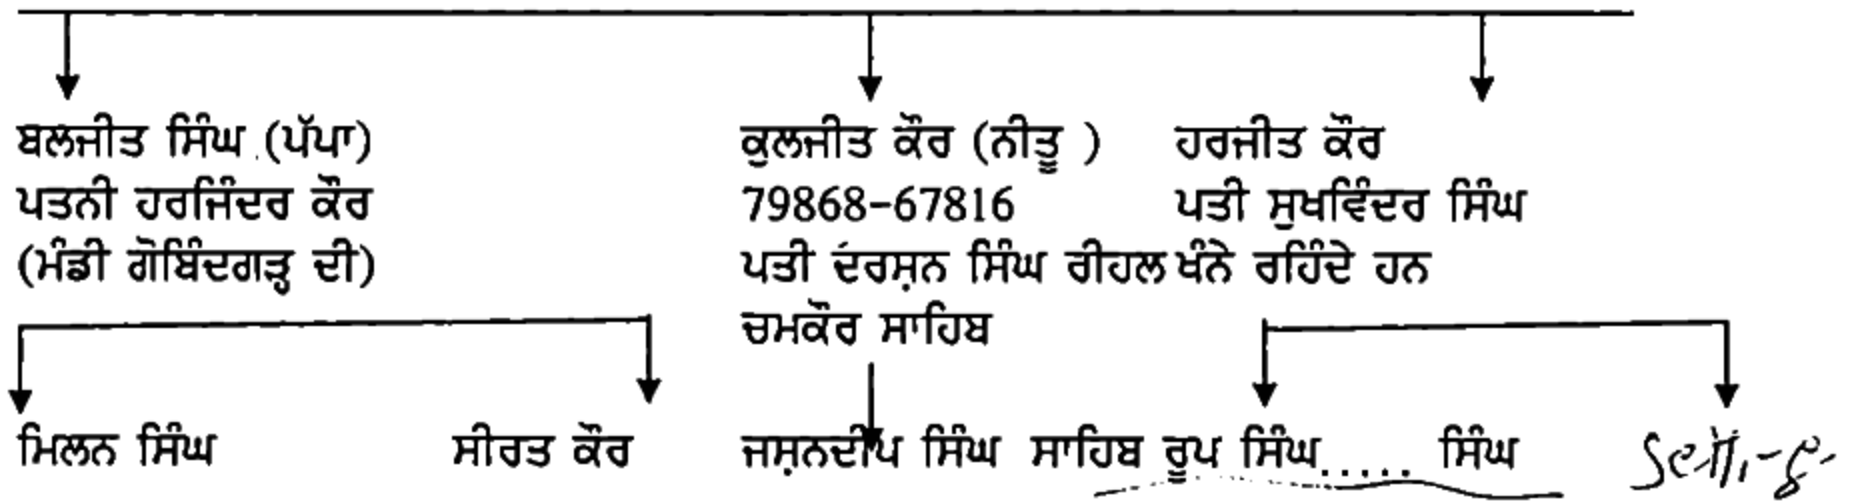 ਬਲਜੀਤ ਸਿੰਘ (ਪੱਪਾ)
ਪਤਨੀ ਹਰਜਿੰਦਰ ਕੌਰ
(ਮੰਡੀ ਗੋਬਿੰਦਗੜ੍ਹ ਦੀ)
ਕੁਲਜੀਤ ਕੌਰ (ਨੀਤੂ )
79868-67816
ਪਤੀ ਦਰਸ਼ਨ ਸਿੰਘ ਰੀਹਲ
ਚਮਕੌਰ ਸਾਹਿਬ
ਹਰਜੀਤ ਕੌਰ
ਪਤੀ ਸੁਖਵਿੰਦਰ ਸਿੰਘ
ਖੰਨੇ ਰਹਿੰਦੇ ਹਨ
ਮਿਲਨ ਸਿੰਘ ਸੀਰਤ ਕੌਰ ਜਸ਼ਨਦੀਪ ਸਿੰਘ ਸਾਹਿਬ ਰੂਪ ਸਿੰਘ..... ਸਿੰਘ